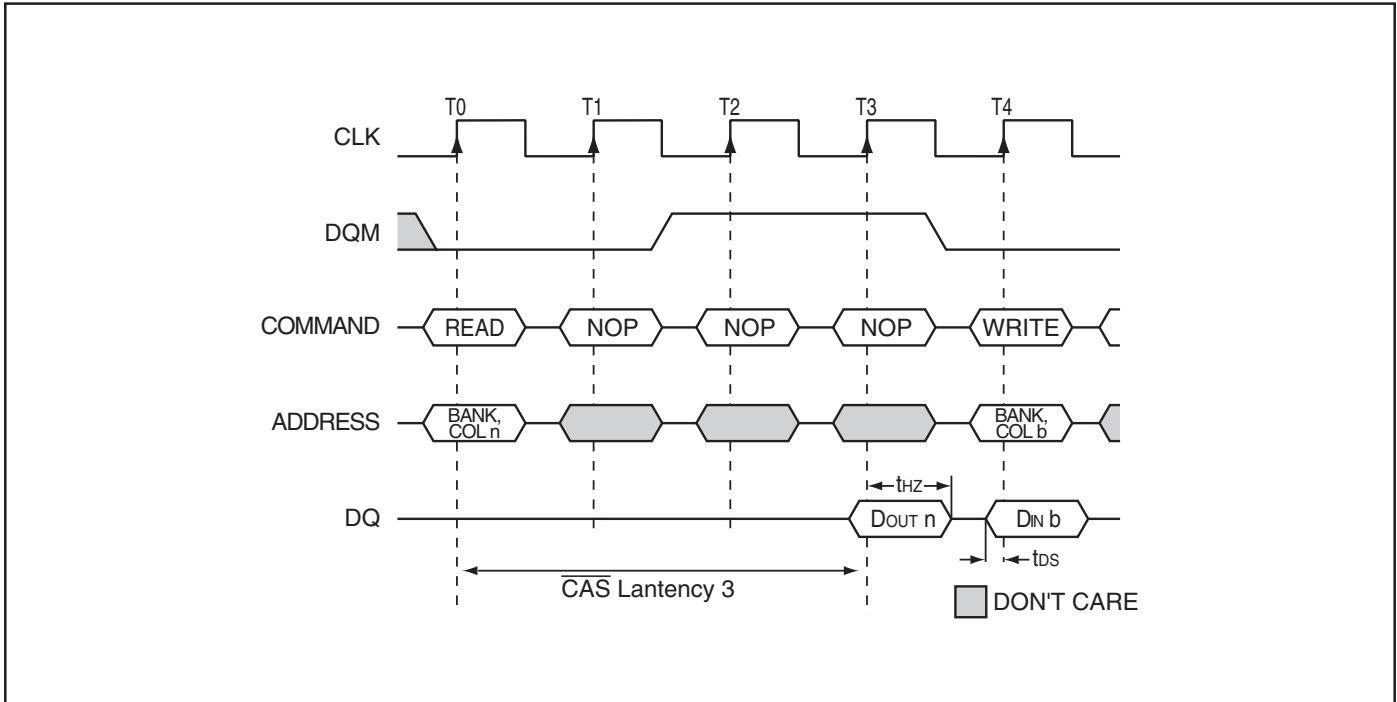 T0 T1 T2 T3 T4
CLK
DQM
COMMAND READ NOP NOP NOP WRITE
ADDRESS BANK, COL n BANK, COL b
tHZ
DQ DOUT n DIN b
tDS
CAS Lantency 3
DON'T CARE